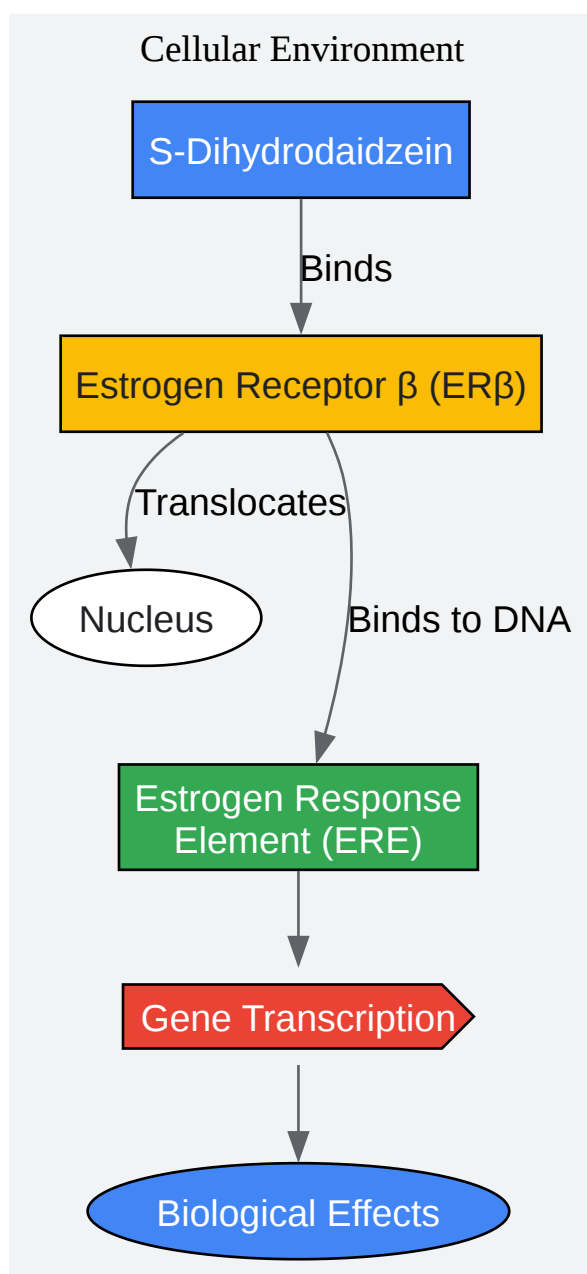 Cellular Environment
S-Dihydrodaidzein
Binds
Estrogen Receptor β (ERβ)
Translocates
Nucleus
Binds to DNA
Estrogen Response
Element (ERE)
Gene Transcription
Biological Effects